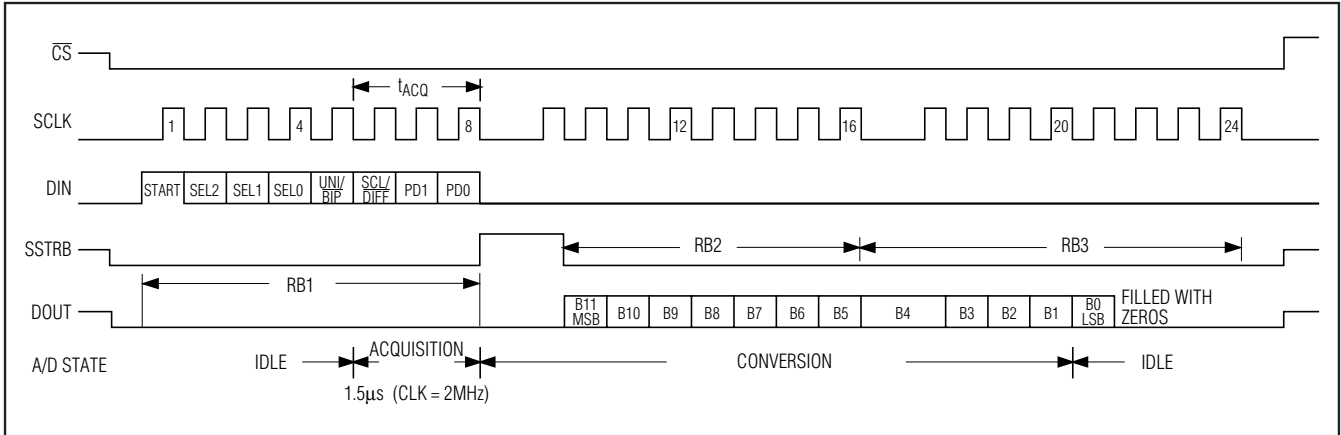 CS
tACQ
SCLK 1 4 8 12 16 20 24
DIN START SEL2 SEL1 SEL0 UNI/ BIP SCL/ DIFF PD1 PD0
SSTRB RB2 RB3
RB1
DOUT B11 MSB B10 B9 B8 B7 B6 B5 B4 B3 B2 B1 B0 LSB FILLED WITH ZEROS
A/D STATE IDLE ACQUISITION CONVERSION IDLE
1.5μs (CLK = 2MHz)